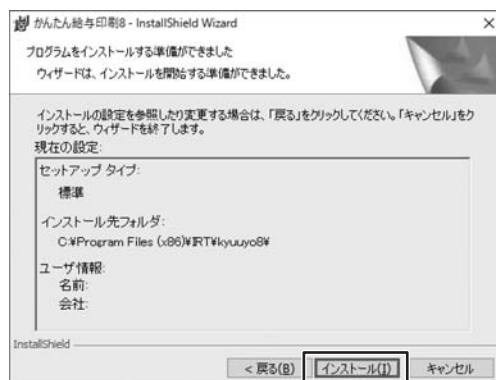 かんたん給与印刷8 - InstallShield Wizard
プログラムをインストールする準備ができました
ウィザードは、インストールを開始する準備ができました。
インストールの設定を参照したり変更する場合は、「戻る」をクリックしてください。「キャンセル」をク
リックすると、ウィザードを終了します。
現在の設定:
セットアップ タイプ:
標準
インストール先フォルダ:
C:¥Program Files (x86)¥IRT¥kyuuyo8¥
ユーザ情報:
名前:
会社:
InstallShield
< 戻る(B)
インストール(I)
キャンセル